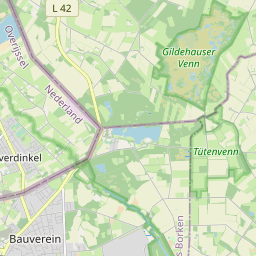 L 42
Overijssel
Nederland
Gildehauser
Venn
Tütenvenn
verdinkel
Bauverein
s Borken